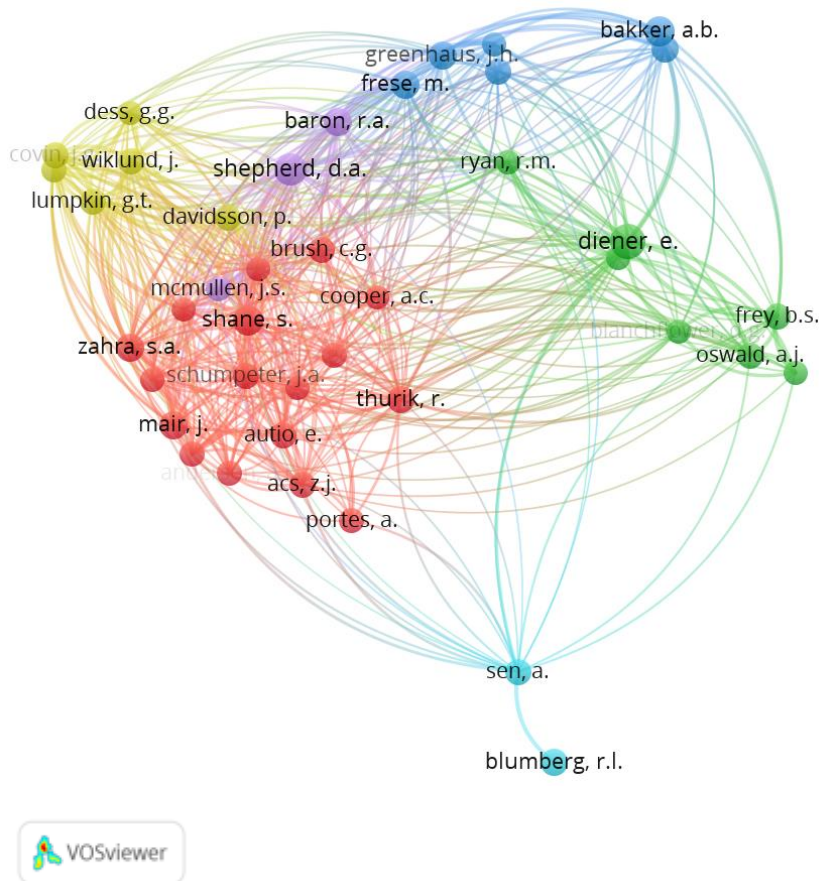 bakker, a.b.
greenhaus, j.h.
frese, m.
dess, g.g.
baron, r.a.
covin, j.g.
wiklund, j.
shepherd, d.a.
ryan, r.m.
lumpkin, g.t.
davidsson, p.
brush, c.g.
diener, e.
mcmullen, j.s.
cooper, a.c.
shane, s.
frey, b.s.
zahra, s.a.
oswald, a.j.
schumpeter, j.a.
thurik, r.
mair, j.
autio, e.
acs, z.j.
portes, a.
sen, a.
blumberg, r.l.
VOSviewer